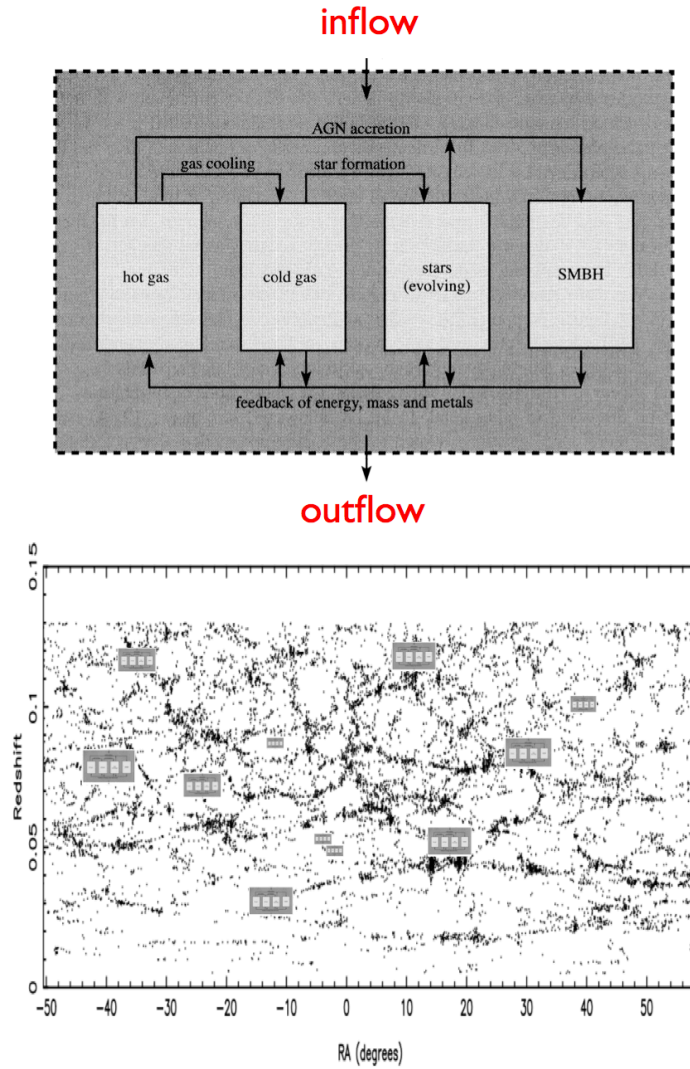 inflow
AGN accretion
gas cooling
star formation
hot gas
cold gas
stars
(evolving)
SMBH
feedback of energy, mass and metals
outflow
0.15
0.1
Redshift
0.05
0
-50
-40
-30
-20
-10
0
10
20
30
40
50
RA (degrees)